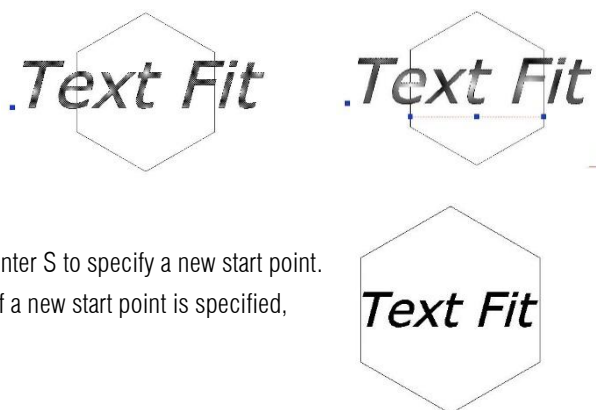 Text Fit
Text Fit
nter S to specify a new start point.
f a new start point is specified,
Text Fit